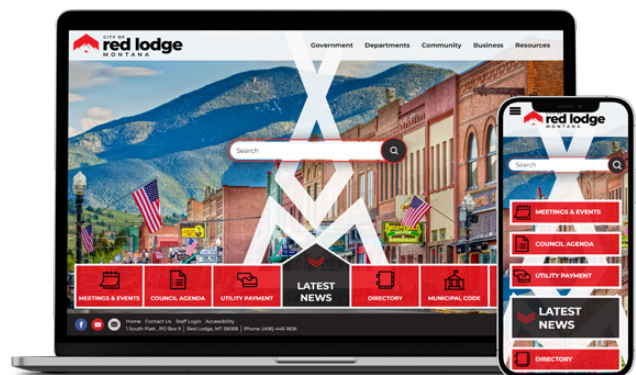 CITY OF
red lodge
MONTANA
Government Departments Community Business Resources
Search
MEETINGS & EVENTS
COUNCIL AGENDA
UTILITY PAYMENT
LATEST
NEWS
DIRECTORY
MUNICIPAL CODE
Home Contact Us Staff Login Accessibility
1 South Platt , PO Box 9 | Red Lodge, MT 59068 | Phone: (406) 446-1606
red lodge
MONTANA
Search
MEETINGS & EVENTS
COUNCIL AGENDA
UTILITY PAYMENT
LATEST
NEWS
DIRECTORY